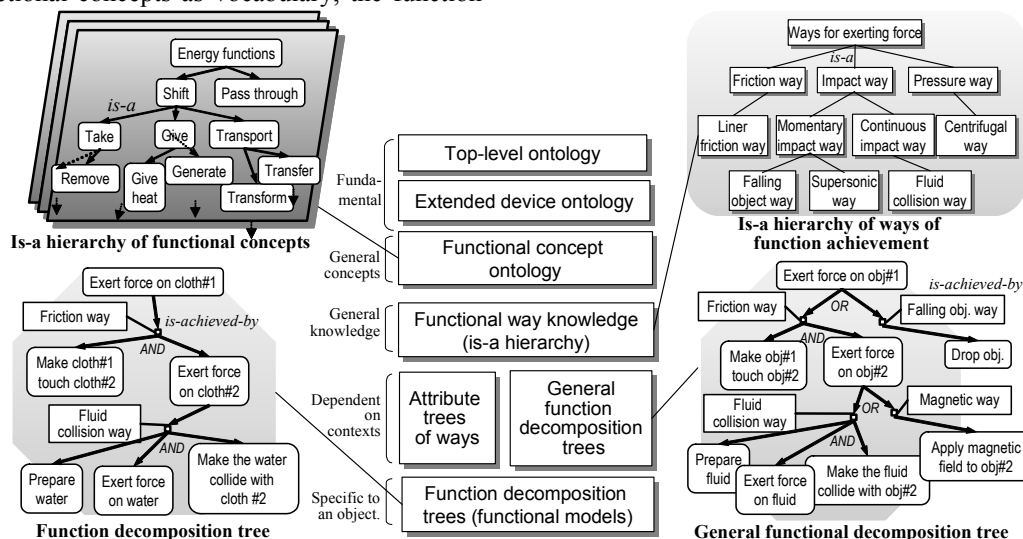 ctional concepts as vocabulary, the function
Energy functions
Shift
Pass through
is-a
Take
Give
Transport
Remove
Give
heat
Generate
Transfer
Transform
Is-a hierarchy of functional concepts
Exert force on cloth#1
Friction way
is-achieved-by
AND
Make cloth#1
touch cloth#2
Exert force
on cloth#2
Fluid
collision way
AND
Prepare
water
Exert force
on water
Make the water
collide with
cloth #2
Function decomposition tree
Funda-
mental
Top-level ontology
Extended device ontology
General
concepts
Functional concept
ontology
General
knowledge
Functional way knowledge
(is-a hierarchy)
Dependent
on
contexts
Attribute
trees
of ways
General
function
decomposition
trees
Specific to
an object.
Function decomposition
trees (functional models)
Ways for exerting force
is-a
Friction way
Impact way
Pressure way
Liner
friction way
Momentary
impact way
Continuous
impact way
Centrifugal
way
Falling
object way
Supersonic
way
Fluid
collision way
Is-a hierarchy of ways of
function achievement
Exert force on obj#1
is-achieved-by
Friction way
OR
Falling obj. way
AND
Make obj#1
touch obj#2
Exert force
on obj#2
Drop obj.
Fluid
collision way
OR
Magnetic way
AND
Prepare
fluid
Exert force
on fluid
Make the fluid
collide with obj#2
Apply magnetic
field to obj#2
General functional decomposition tree